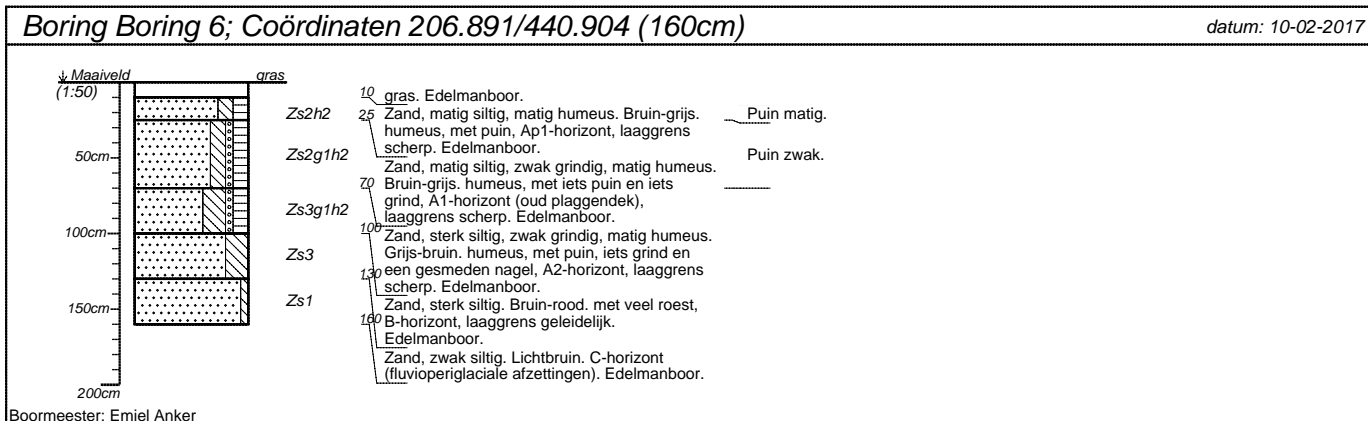 Boring Boring 6; Coördinaten 206.891/440.904 (160cm)
datum: 10-02-2017
Maaiveld
gras
(1:50)
50cm
100cm
150cm
200cm
Zs2h2
Zs2g1h2
Zs3g1h2
Zs3
Zs1
10
25
70
100
130
160
gras. Edelmanboor.
Zand, matig siltig, matig humeus. Bruin-grijs.
humeus, met puin, Ap1-horizont, laaggrens
scherp. Edelmanboor.
Zand, matig siltig, zwak grindig, matig humeus.
Bruin-grijs. humeus, met iets puin en iets
grind, A1-horizont (oud plaggendek),
laaggrens scherp. Edelmanboor.
Zand, sterk siltig, zwak grindig, matig humeus.
Grijs-bruin. humeus, met puin, iets grind en
een gesmeden nagel, A2-horizont, laaggrens
scherp. Edelmanboor.
Zand, sterk siltig. Bruin-rood. met veel roest,
B-horizont, laaggrens geleidelijk.
Edelmanboor.
Zand, zwak siltig. Lichtbruin. C-horizont
(fluvioperiglaciale afzettingen). Edelmanboor.
Puin matig.
Puin zwak.
Boormeester: Emiel Anker